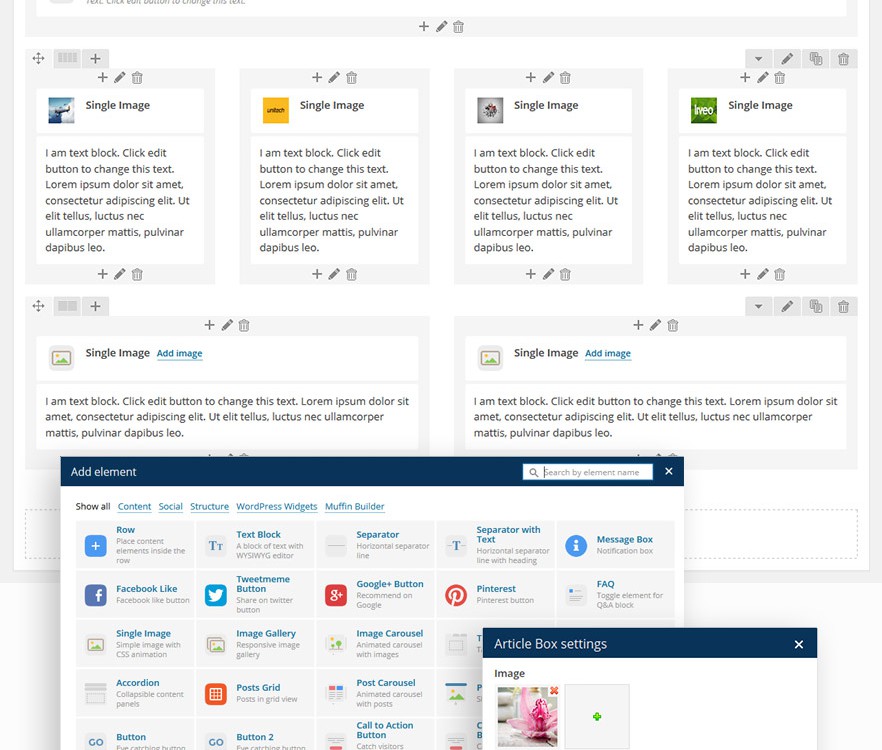 Text. Click edit button to change this text.
Single Image
Single Image
Single Image
Single Image
unitech
liveo
I am text block. Click edit
button to change this text.
Lorem ipsum dolor sit amet,
consectetur adipiscing elit. Ut
elit tellus, luctus nec
ullamcorper mattis, pulvinar
dapibus leo.
I am text block. Click edit
button to change this text.
Lorem ipsum dolor sit amet,
consectetur adipiscing elit. Ut
elit tellus, luctus nec
ullamcorper mattis, pulvinar
dapibus leo.
I am text block. Click edit
button to change this text.
Lorem ipsum dolor sit amet,
consectetur adipiscing elit. Ut
elit tellus, luctus nec
ullamcorper mattis, pulvinar
dapibus leo.
I am text block. Click edit
button to change this text.
Lorem ipsum dolor sit amet,
consectetur adipiscing elit. Ut
elit tellus, luctus nec
ullamcorper mattis, pulvinar
dapibus leo.
Single Image Add image
I am text block. Click edit button to change this text. Lorem ipsum dolor sit
amet, consectetur adipiscing elit. Ut elit tellus, luctus nec ullamcorper
mattis, pulvinar dapibus leo.
Single Image Add image
I am text block. Click edit button to change this text. Lorem ipsum dolor sit
amet, consectetur adipiscing elit. Ut elit tellus, luctus nec ullamcorper
mattis, pulvinar dapibus leo.
Add element
Search by element name
Show all Content Social Structure WordPress Widgets Muffin Builder
Row
Place content
elements inside the
row
Tt
Text Block
A block of text with
WYSIWYG editor
Separator
Horizontal separator
line
T
Separator with
Text
Horizontal separator
line with heading
Message Box
Notification box
Facebook Like
Facebook like button
Tweetmeme
Button
Share on twitter
button
g+
Google+ Button
Recommend on
Google
Pinterest
Pinterest button
FAQ
Toggle element for
Q&A block
Single Image
Simple image with
CSS animation
Image Gallery
Responsive image
gallery
Image Carousel
Animated carousel
with images
Accordion
Collapsible content
panels
Posts Grid
Posts in grid view
Post Carousel
Animated carousel
with posts
GO
Button
Eye catching button
GO
Button 2
Eye catching button
Call to Action
Button
Catch visitors
Article Box settings
Image